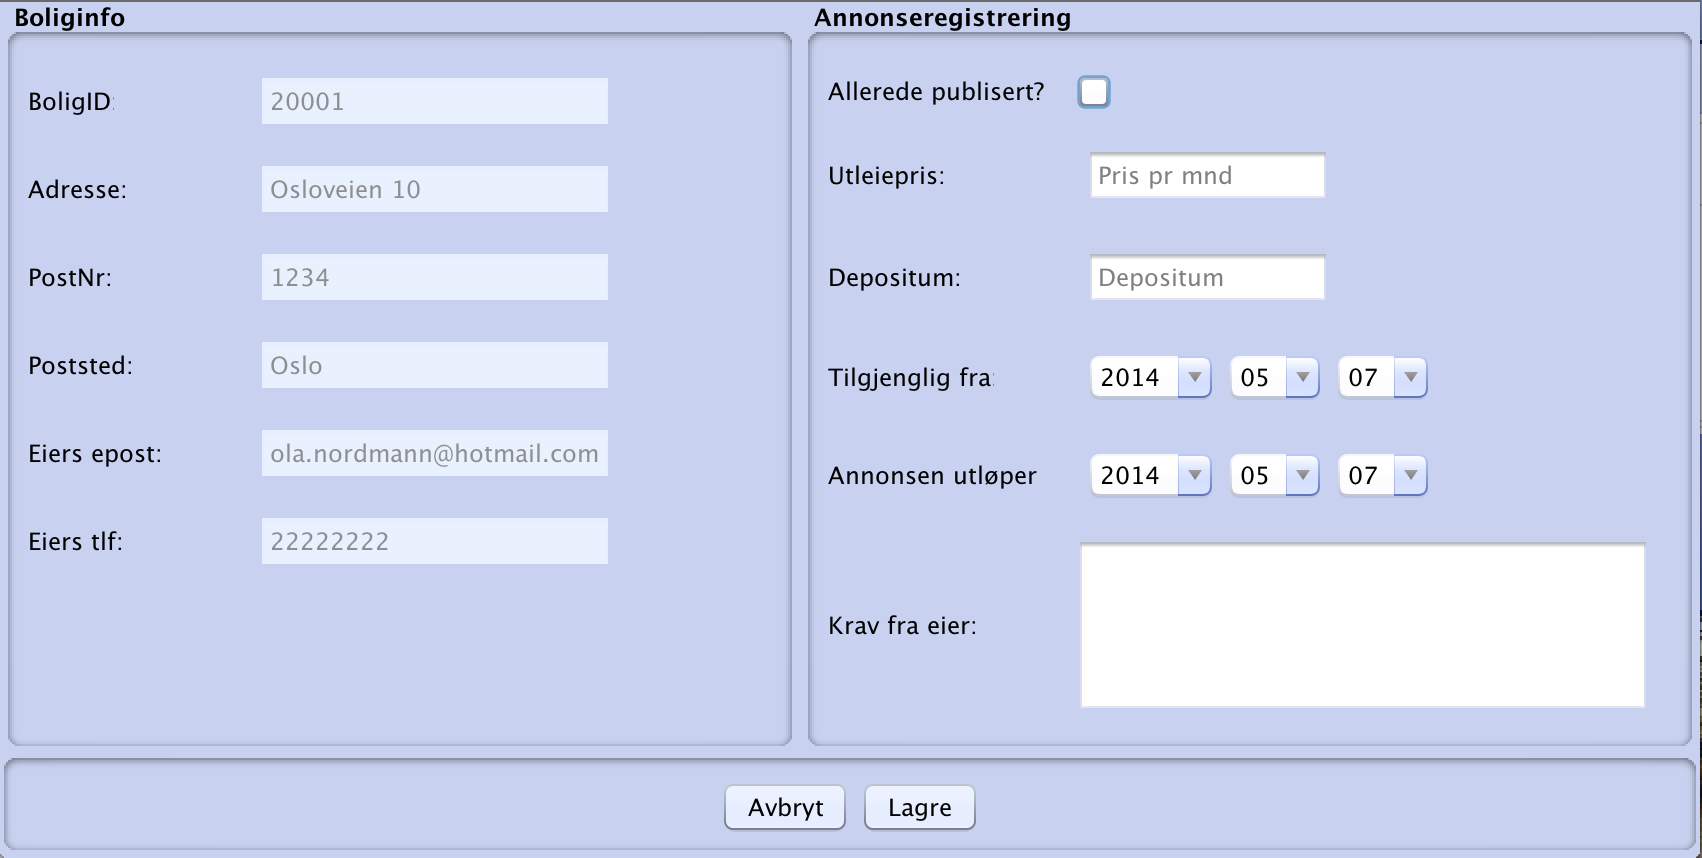 Boliginfo
BoligID: 20001
Adresse: Osloveien 10
PostNr: 1234
Poststed: Oslo
Eiers epost: ola.nordmann@hotmail.com
Eiers tlf: 22222222
Annonseregistrering
Allerede publisert?
Utleiepris: Pris pr mnd
Depositum: Depositum
Tilgjenglig fra: 2014 05 07
Annonsen utløper 2014 05 07
Krav fra eier:
Avbryt Lagre